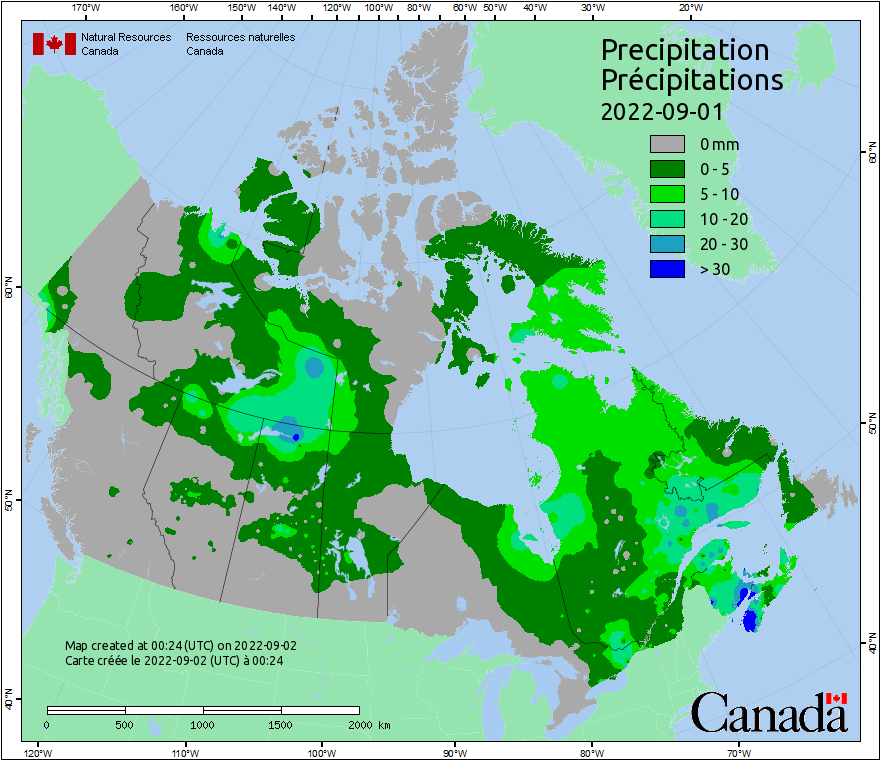 170°W 160°W 150°W 140°W 130°W 120°W 110°W 100°W 90°W 80°W 70°W 60°W 50°W 40°W 30°W 20°W
Natural Resources Ressources naturelles
Canada Canada
Precipitation
Précipitations
2022-09-01
0 mm
0 - 5
5 - 10
10 - 20
20 - 30
> 30
60°N
60°N
50°N
50°N
40°N
40°N
Map created at 00:24 (UTC) on 2022-09-02
Carte créée le 2022-09-02 (UTC) à 00:24
0 500 1000 1500 2000 km
Canada
120°W 110°W 100°W 90°W 80°W 70°W